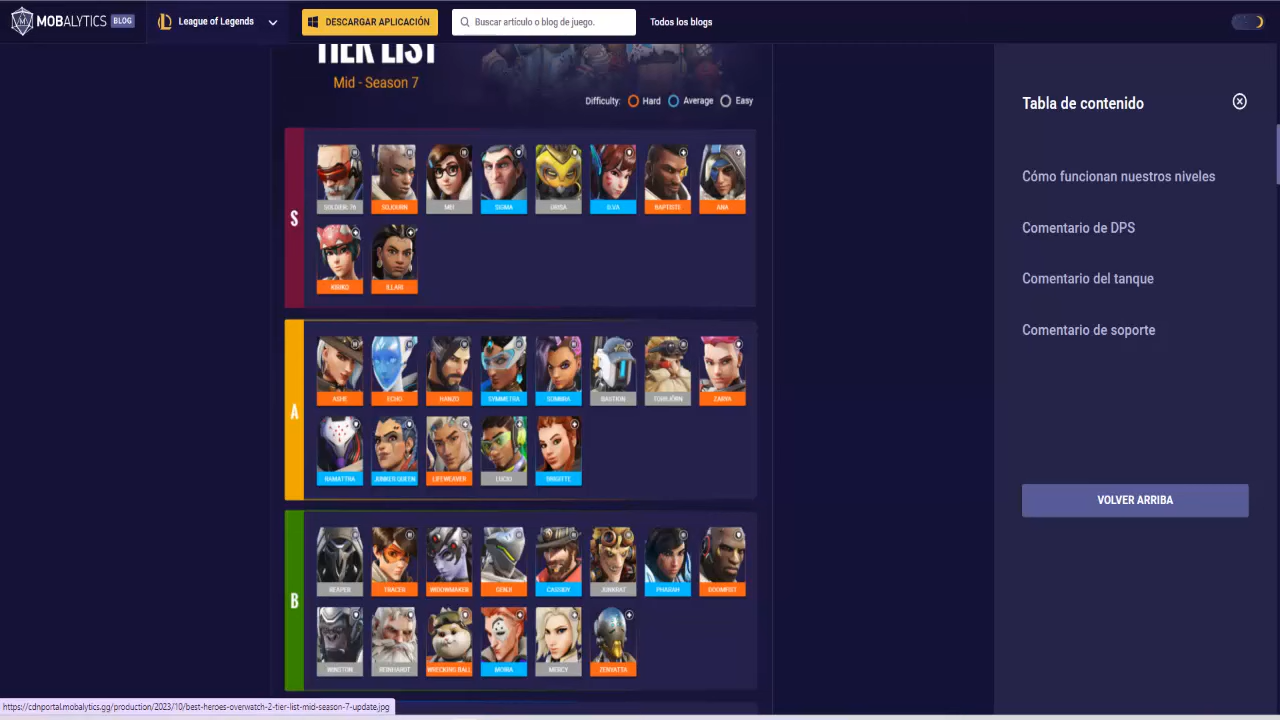 MOBALYTICS BLOG
League of Legends
DESCARGAR APLICACIÓN
Buscar artículo o blog de juego.
Todos los blogs
TIER LIST
Mid - Season 7
Difficulty: Hard Average Easy
S
SOLDIER: 76 SOJOURN MEI SIGMA ORISA D.VA BAPTISTE ANA
KIRIKO ILLARI
A
ASHE ECHO HANZO SYMMETRA SOMBRA BASTION TORBJÖRN ZARYA
RAMATTRA JUNKER QUEEN LIFEWEAVER LUCIO BRIGITTE
B
REAPER TRACER WIDOWMAKER GENJI CASSIDY JUNKRAT PHARAH DOOMFIST
WINSTON REINHARDT WRECKING BALL MOIRA MERCY ZENYATTA
Tabla de contenido
Cómo funcionan nuestros niveles
Comentario de DPS
Comentario del tanque
Comentario de soporte
VOLVER ARRIBA
https://cdnportal.mobalytics.gg/production/2023/10/best-heroes-overwatch-2-tier-list-mid-season-7-update.jpg